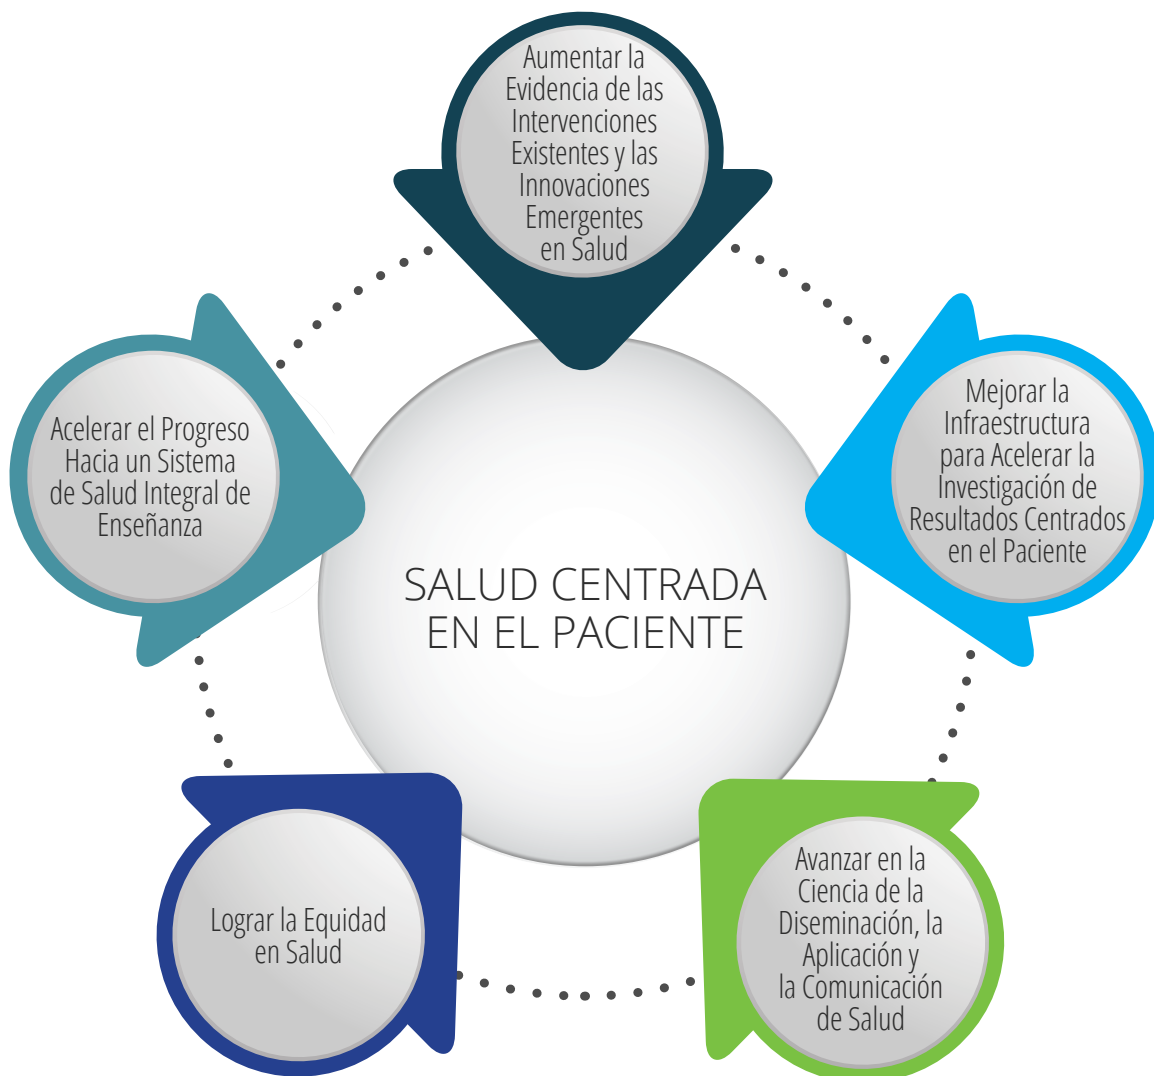 Aumentar la
Evidencia de las
Intervenciones
Existentes y las
Innovaciones
Emergentes
en Salud
Mejorar la
Infraestructura
para Acelerar la
Investigación de
Resultados Centrados
en el Paciente
Acelerar el Progreso
Hacia un Sistema
de Salud Integral de
Enseñanza
SALUD CENTRADA
EN EL PACIENTE
Lograr la Equidad
en Salud
Avanzar en la
Ciencia de la
Diseminación, la
Aplicación y
la Comunicación
de Salud